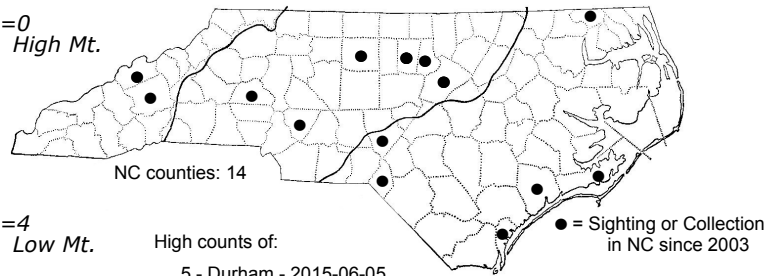 =0
High Mt.
NC counties: 14
=4
Low Mt.
High counts of:
5 - Durham - 2015-06-05
● = Sighting or Collection
in NC since 2003